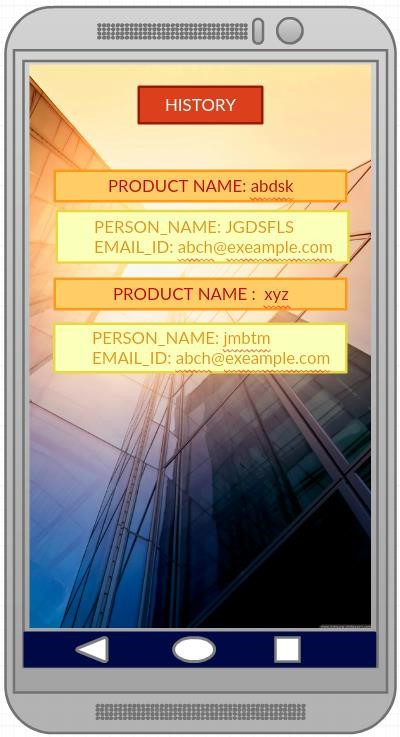 HISTORY
PRODUCT NAME: abdsk
PERSON_NAME: JGDSFLS
EMAIL_ID: abch@exeample.com
PRODUCT NAME : xyz
PERSON_NAME: jmbtm
EMAIL_ID: abch@exeample.com